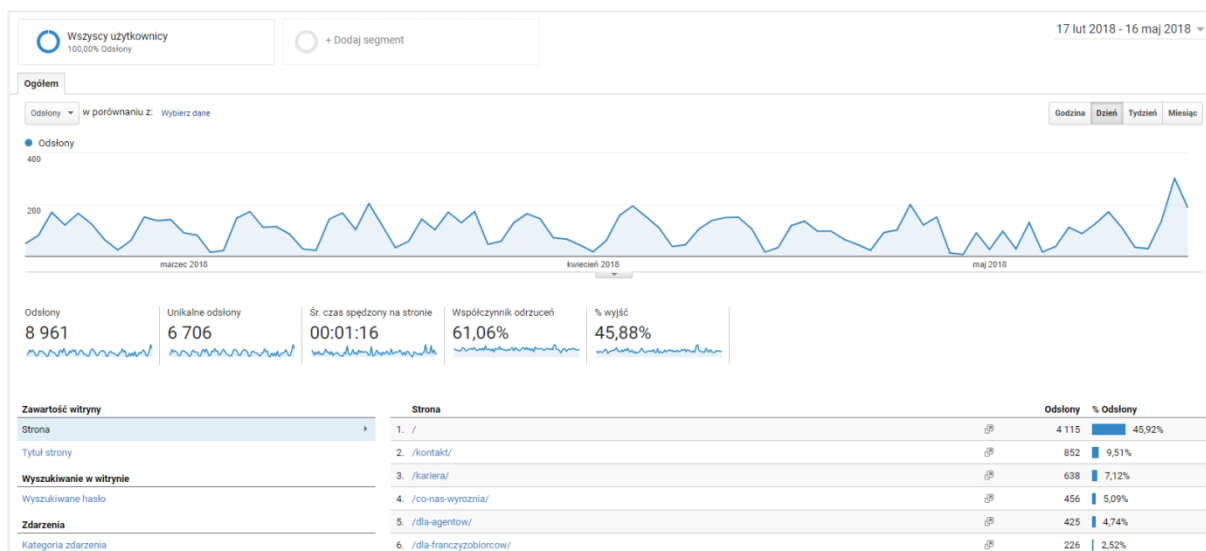 Wszyscy użytkownicy
100,00% Odsłony
+ Dodaj segment
17 lut 2018 - 16 maj 2018
Ogółem
Odsłony w porównaniu z: Wybierz dane
Godzina Dzień Tydzień Miesiąc
Odsłony
400
200
marzec 2018 kwiecień 2018 maj 2018
Odsłony Unikalne odsłony Śr. czas spędzony na stronie Współczynnik odrzuceń % wyjść
8 961 6 706 00:01:16 61,06% 45,88%
Zawartość witryny Strona Odsłony % Odsłony
Strona 1. / 4 115 45,92%
Tytuł strony 2. /kontakt/ 852 9,51%
Wyszukiwanie w witrynie 3. /kariera/ 638 7,12%
Wyszukiwane hasło 4. /co-nas-wyroznia/ 456 5,09%
Zdarzenia 5. /dla-agentow/ 425 4,74%
Kategoria zdarzenia 6. /dla-franczyzobiorcow/ 226 2,52%